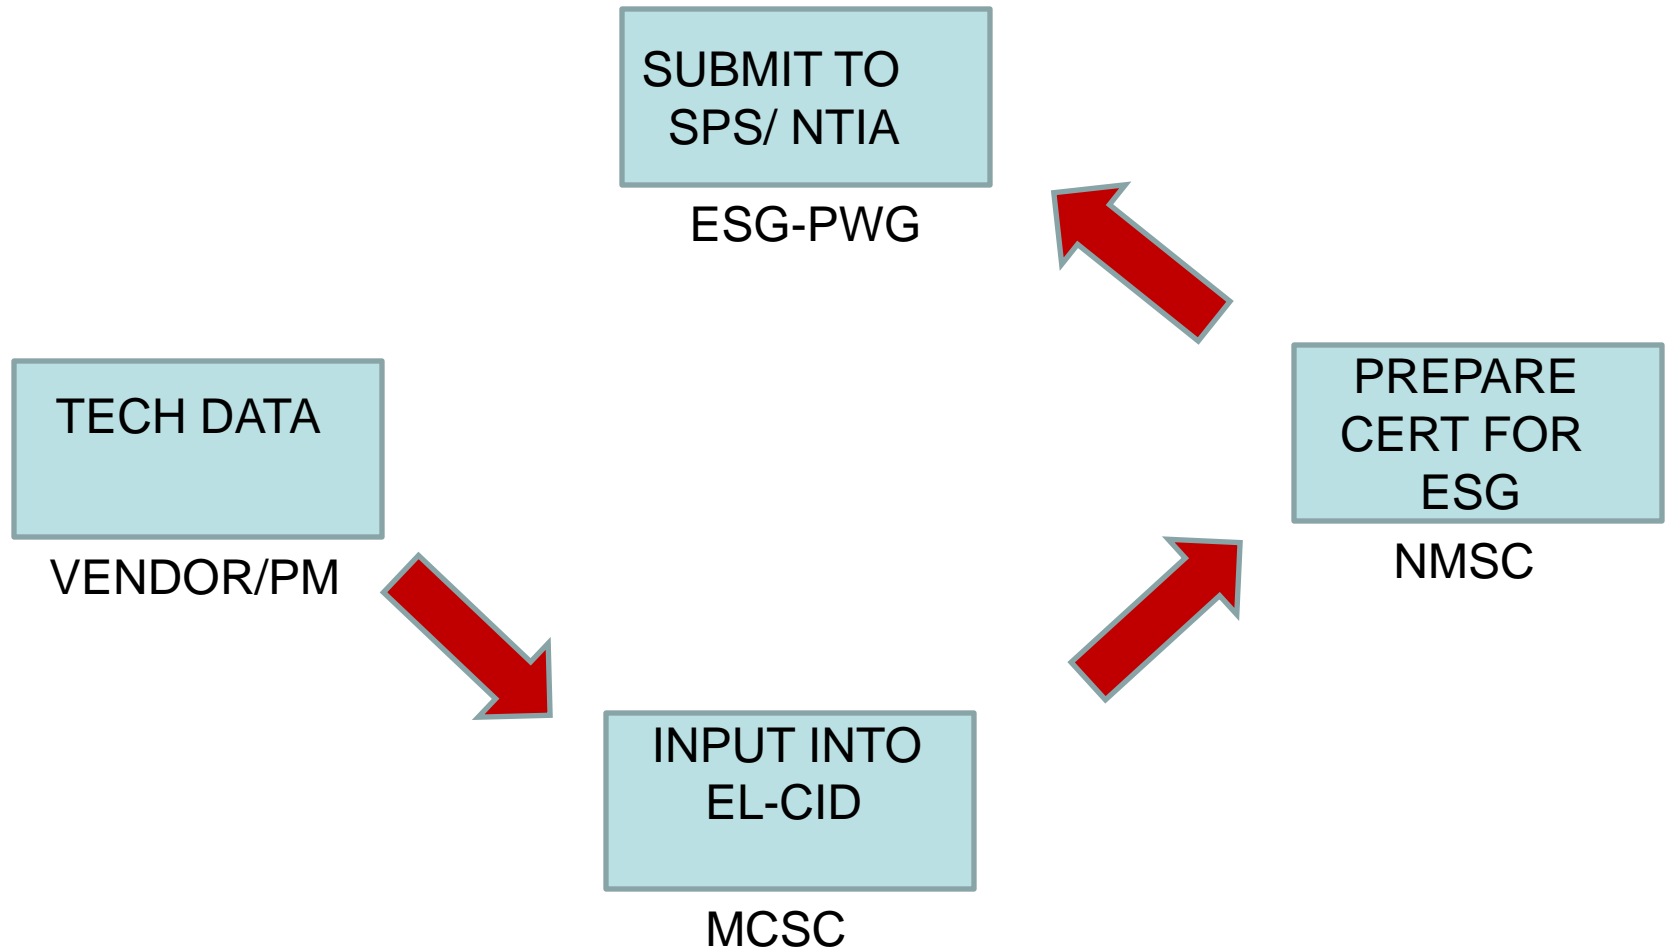 SUBMIT TO
SPS/ NTIA
ESG-PWG
TECH DATA
VENDOR/PM
PREPARE
CERT FOR
ESG
NMSC
INPUT INTO
EL-CID
MCSC